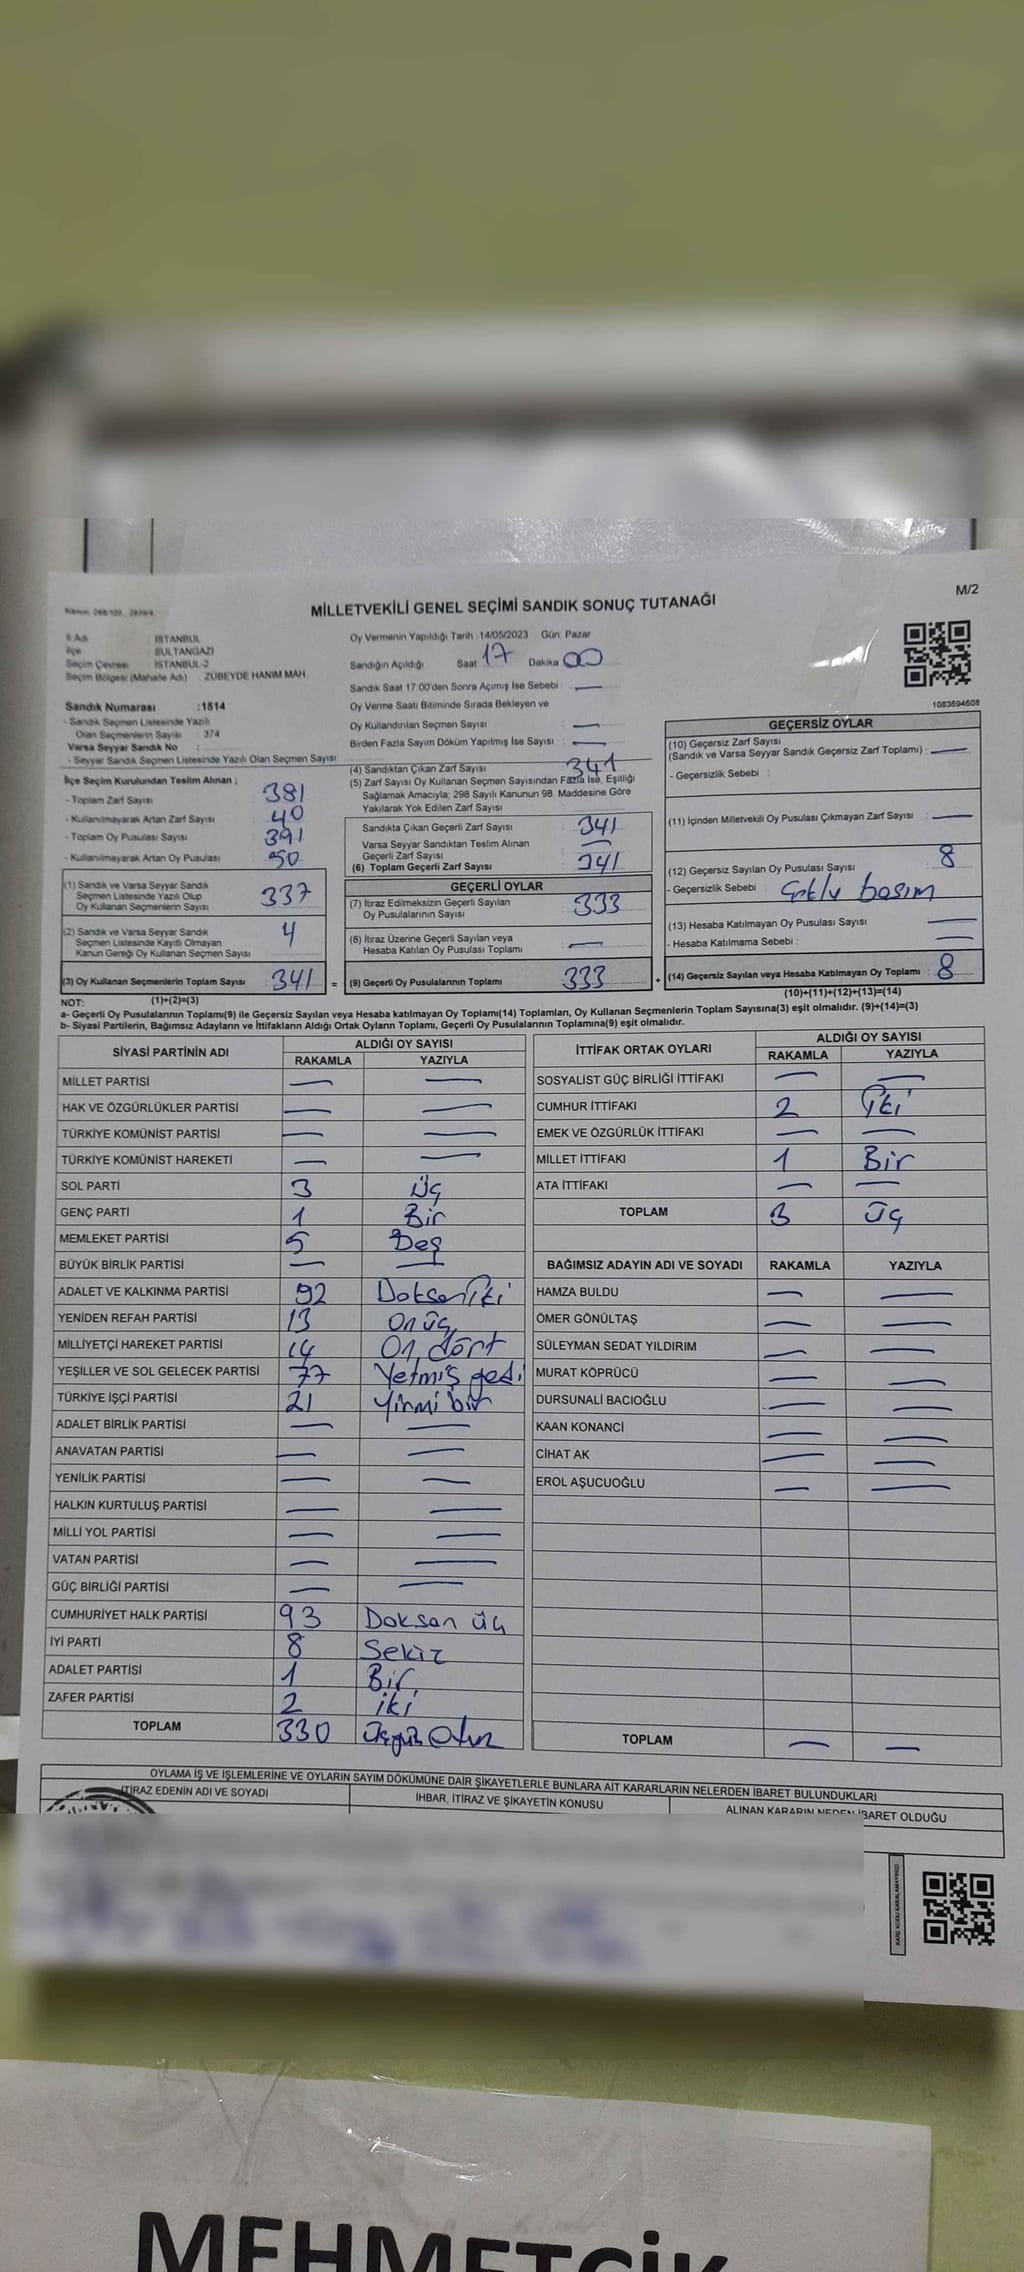 MİLLETVEKİLİ GENEL SEÇİMİ SANDIK SONUÇ TUTANAĞI
M/2
İl Adı : İSTANBUL
İlçe : SULTANGAZİ
Seçim Çevresi : İSTANBUL-2
Seçim Bölgesi (Mahalle Adı) : ZÜBEYDE HANIM MAH.
Sandık Numarası :1514
- Sandık Seçmen Listesinde Yazılı
Olan Seçmenlerin Sayısı : 374
Varsa Seyyar Sandık No :
- Seyyar Sandık Seçmen Listesinde Yazılı Olan Seçmen Sayısı :
İlçe Seçim Kurulundan Teslim Alınan ;
- Toplam Zarf Sayısı : 381
- Kullanılmayarak Artan Zarf Sayısı : 40
- Toplam Oy Pusulası Sayısı : 391
- Kullanılmayarak Artan Oy Pusulası : 50
(1) Sandık ve Varsa Seyyar Sandık
Seçmen Listesinde Yazılı Olup
Oy Kullanan Seçmenlerin Sayısı : 337
(2) Sandık ve Varsa Seyyar Sandık
Seçmen Listesinde Kayıtlı Olmayan
Kanun Gereği Oy Kullanan Seçmen Sayısı : 4
(3) Oy Kullanan Seçmenlerin Toplam Sayısı : 341 =
Oy Vermenin Yapıldığı Tarih :14/05/2023 Gün: Pazar
Sandığın Açıldığı Saat 17 Dakika 00
Sandık Saat 17:00'den Sonra Açımış İse Sebebi : —
Oy Verme Saati Bitiminde Sırada Bekleyen ve
Oy Kullandırılan Seçmen Sayısı : —
Birden Fazla Sayım Döküm Yapılmış İse Sayısı : —
(4) Sandıktan Çıkan Zarf Sayısı : 341
(5) Zarf Sayısı Oy Kullanan Seçmen Sayısından Fazla İse, Eşitliği
Sağlamak Amacıyla; 298 Sayılı Kanunun 98. Maddesine Göre
Yakılarak Yok Edilen Zarf Sayısı :
Sandıkta Çıkan Geçerli Zarf Sayısı : 341
Varsa Seyyar Sandıktan Teslim Alınan
Geçerli Zarf Sayısı : —
(6) Toplam Geçerli Zarf Sayısı : 341
GEÇERLİ OYLAR
(7) İtiraz Edilmeksizin Geçerli Sayılan
Oy Pusulalarının Sayısı : 333
(8) İtiraz Üzerine Geçerli Sayılan veya
Hesaba Katılan Oy Pusulası Toplamı : —
(9) Geçerli Oy Pusulalarının Toplamı : 333 +
1083694608
GEÇERSİZ OYLAR
(10) Geçersiz Zarf Sayısı
(Sandık ve Varsa Seyyar Sandık Geçersiz Zarf Toplamı) : —
- Geçersizlik Sebebi :
(11) İçinden Milletvekili Oy Pusulası Çıkmayan Zarf Sayısı : —
(12) Geçersiz Sayılan Oy Pusulası Sayısı : 8
- Geçersizlik Sebebi : basım
(13) Hesaba Katılmayan Oy Pusulası Sayısı : —
- Hesaba Katılmama Sebebi : —
(14) Geçersiz Sayılan veya Hesaba Katılmayan Oy Toplamı : 8
NOT: (1)+(2)=(3)
(10)+(11)+(12)+(13)=(14)
a- Geçerli Oy Pusulalarının Toplamı(9) ile Geçersiz Sayılan veya Hesaba katılmayan Oy Toplamı(14) Toplamları, Oy Kullanan Seçmenlerin Toplam Sayısına(3) eşit olmalıdır. (9)+(14)=(3)
b- Siyasi Partilerin, Bağımsız Adayların ve İttifakların Aldığı Ortak Oyların Toplamı, Geçerli Oy Pusulalarının Toplamına(9) eşit olmalıdır.
SİYASİ PARTİNİN ADI ALDIĞI OY SAYISI
RAKAMLA YAZIYLA
MİLLET PARTİSİ — —
HAK VE ÖZGÜRLÜKLER PARTİSİ — —
TÜRKİYE KOMÜNİST PARTİSİ — —
TÜRKİYE KOMÜNİST HAREKETİ — —
SOL PARTİ 3 Üç
GENÇ PARTİ 1 Bir
MEMLEKET PARTİSİ 5 Beş
BÜYÜK BİRLİK PARTİSİ — —
ADALET VE KALKINMA PARTİSİ 92 Doksan iki
YENİDEN REFAH PARTİSİ 13 On üç
MİLLİYETÇİ HAREKET PARTİSİ 14 On dört
YEŞİLLER VE SOL GELECEK PARTİSİ 77 Yetmiş yedi
TÜRKİYE İŞÇİ PARTİSİ 21 Yirmi bir
ADALET BİRLİK PARTİSİ — —
ANAVATAN PARTİSİ — —
YENİLİK PARTİSİ — —
HALKIN KURTULUŞ PARTİSİ — —
MİLLİ YOL PARTİSİ — —
VATAN PARTİSİ — —
GÜÇ BİRLİĞİ PARTİSİ — —
CUMHURİYET HALK PARTİSİ 93 Doksan üç
İYİ PARTİ 8 Sekiz
ADALET PARTİSİ 1 Bir
ZAFER PARTİSİ 2 iki
TOPLAM 330 Üçyüz Otuz
İTTİFAK ORTAK OYLARI ALDIĞI OY SAYISI
RAKAMLA YAZIYLA
SOSYALİST GÜÇ BİRLİĞİ İTTİFAKI — —
CUMHUR İTTİFAKI 2 İki
EMEK VE ÖZGÜRLÜK İTTİFAKI — —
MİLLET İTTİFAKI 1 Bir
ATA İTTİFAKI — —
TOPLAM 3 Üç
BAĞIMSIZ ADAYIN ADI VE SOYADI RAKAMLA YAZIYLA
HAMZA BULDU — —
ÖMER GÖNÜLTAŞ — —
SÜLEYMAN SEDAT YILDIRIM — —
MURAT KÖPRÜCÜ — —
DURSUNALİ BACIOĞLU — —
KAAN KONANCİ — —
CİHAT AK — —
EROL AŞUCUOĞLU — —
TOPLAM — —
OYLAMA İŞ VE İŞLEMLERİNE VE OYLARIN SAYIM DÖKÜMÜNE DAİR ŞİKAYETLERLE BUNLARA AİT KARARLARIN NELERDEN İBARET BULUNDUKLARI
İTİRAZ EDENİN ADI VE SOYADI İHBAR, İTİRAZ VE ŞİKAYETİN KONUSU ALINAN KARARIN NEDEN İBARET OLDUĞU
KARE KODU KARALAMAYINIZ!
MEHMETÇİK